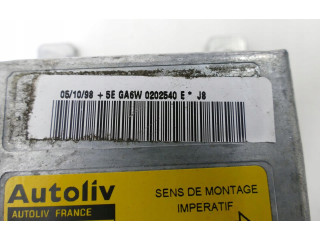 05/10/98 + 5E GA6W 0202540 E * J8
Autoliv
AUTOLIV FRANCE
SENS DE MONTAGE
IMPERATIF